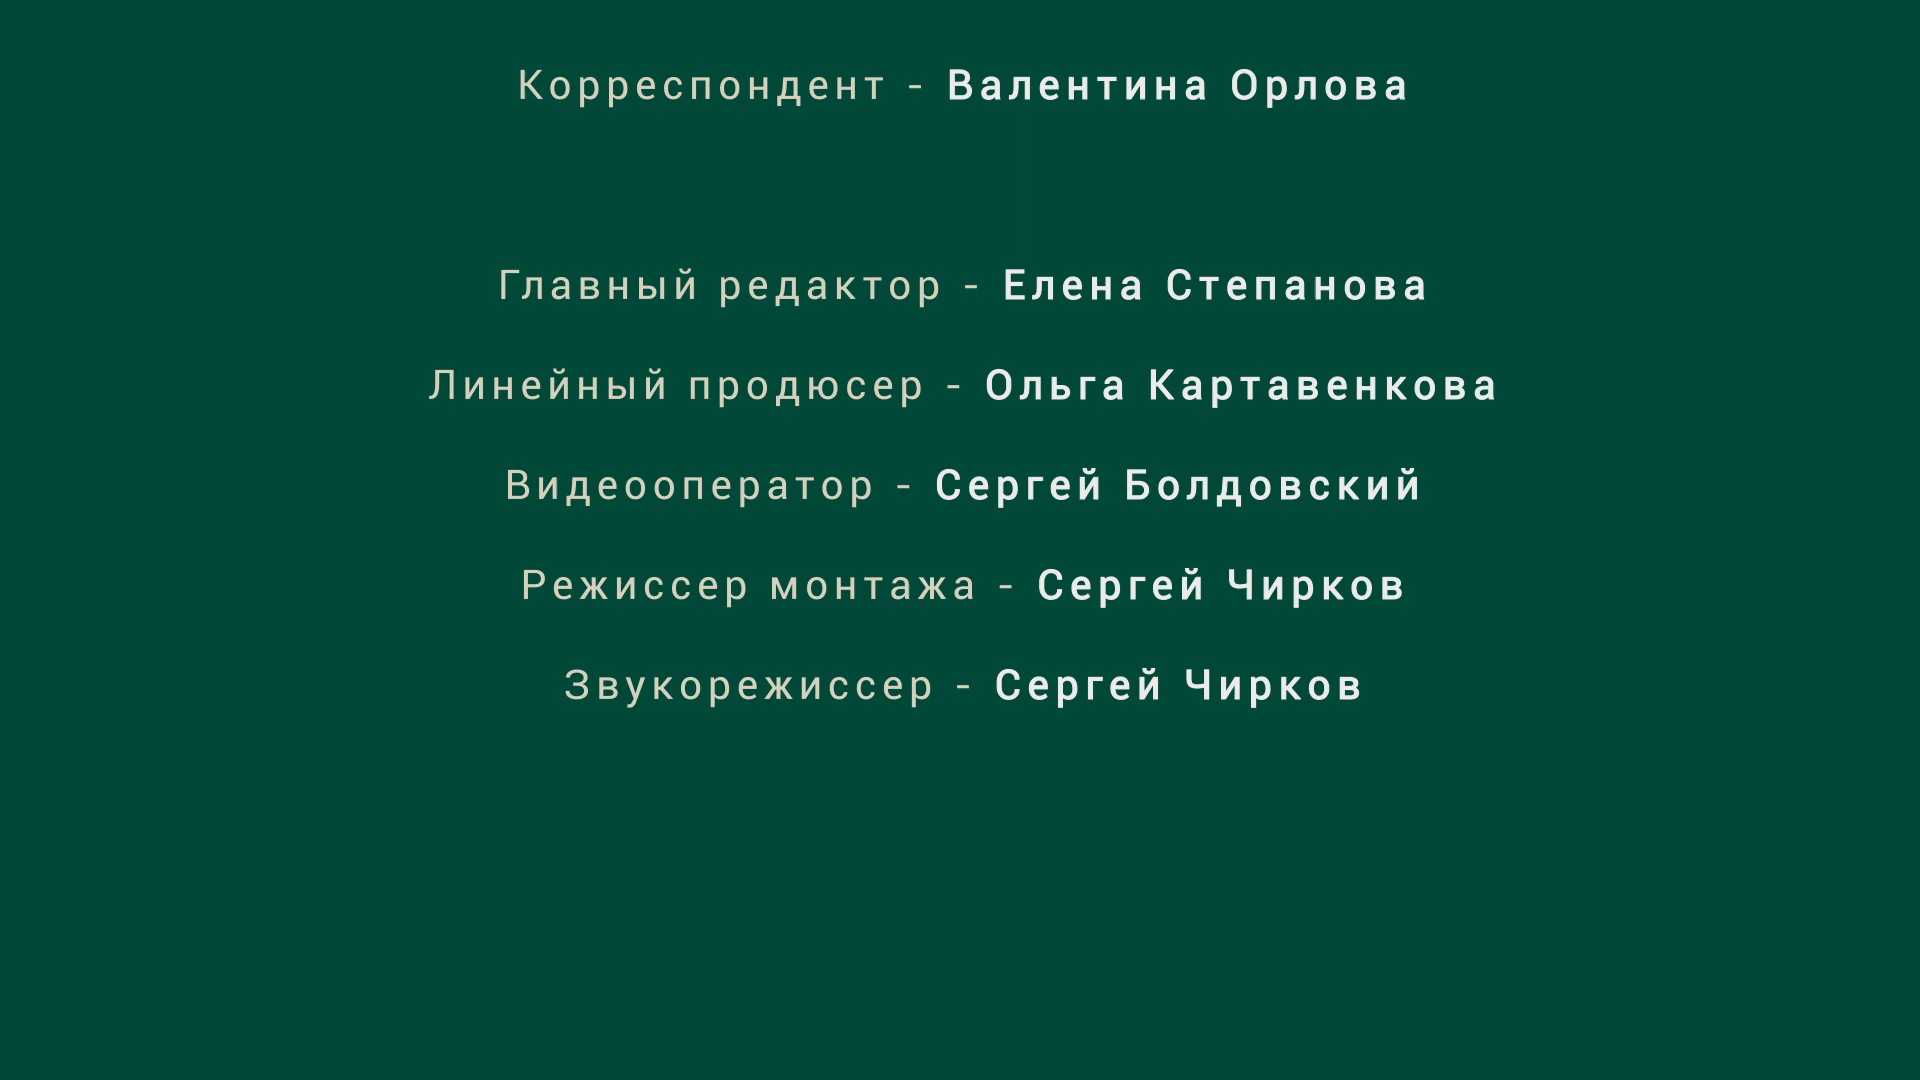 Корреспондент - Валентина Орлова
Главный редактор - Елена Степанова
Линейный продюсер - Ольга Картавенкова
Видеооператор - Сергей Болдовский
Режиссер монтажа - Сергей Чирков
Звукорежиссер - Сергей Чирков